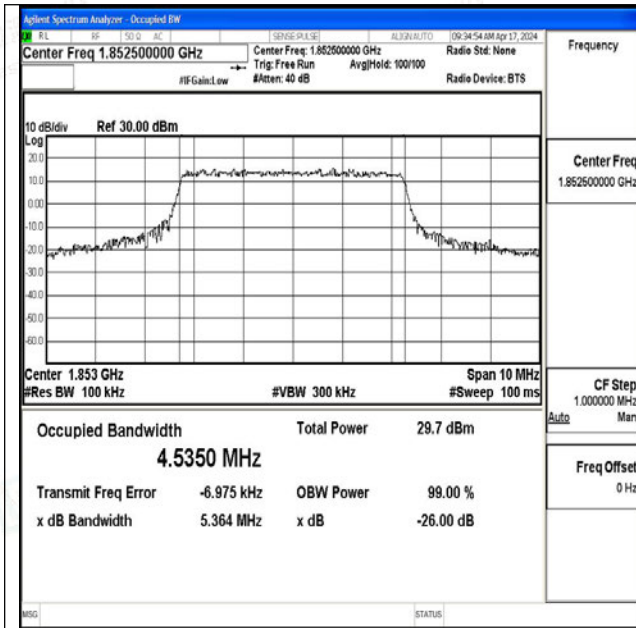 Agilent Spectrum Analyzer - Occupied BW
RL RF 50 Ω AC SENSE:PULSE ALIGNAUTO 09:34:54 AM Apr 17, 2024
Center Freq 1.852500000 GHz
Center Freq: 1.852500000 GHz
Radio Std: None
Trig: Free Run Avg|Hold: 100/100
#IFGain:Low #Atten: 40 dB
Radio Device: BTS
10 dB/div Ref 30.00 dBm
Log
20.0
10.0
0.00
-10.0
-20.0
-30.0
-40.0
-50.0
-60.0
Center 1.853 GHz Span 10 MHz
#Res BW 100 kHz #VBW 300 kHz #Sweep 100 ms
Occupied Bandwidth Total Power 29.7 dBm
4.5350 MHz
Transmit Freq Error -6.975 kHz OBW Power 99.00 %
x dB Bandwidth 5.364 MHz x dB -26.00 dB
MSG STATUS
Frequency
Center Freq
1.852500000 GHz
CF Step
1.000000 MHz
Auto Man
Freq Offset
0 Hz